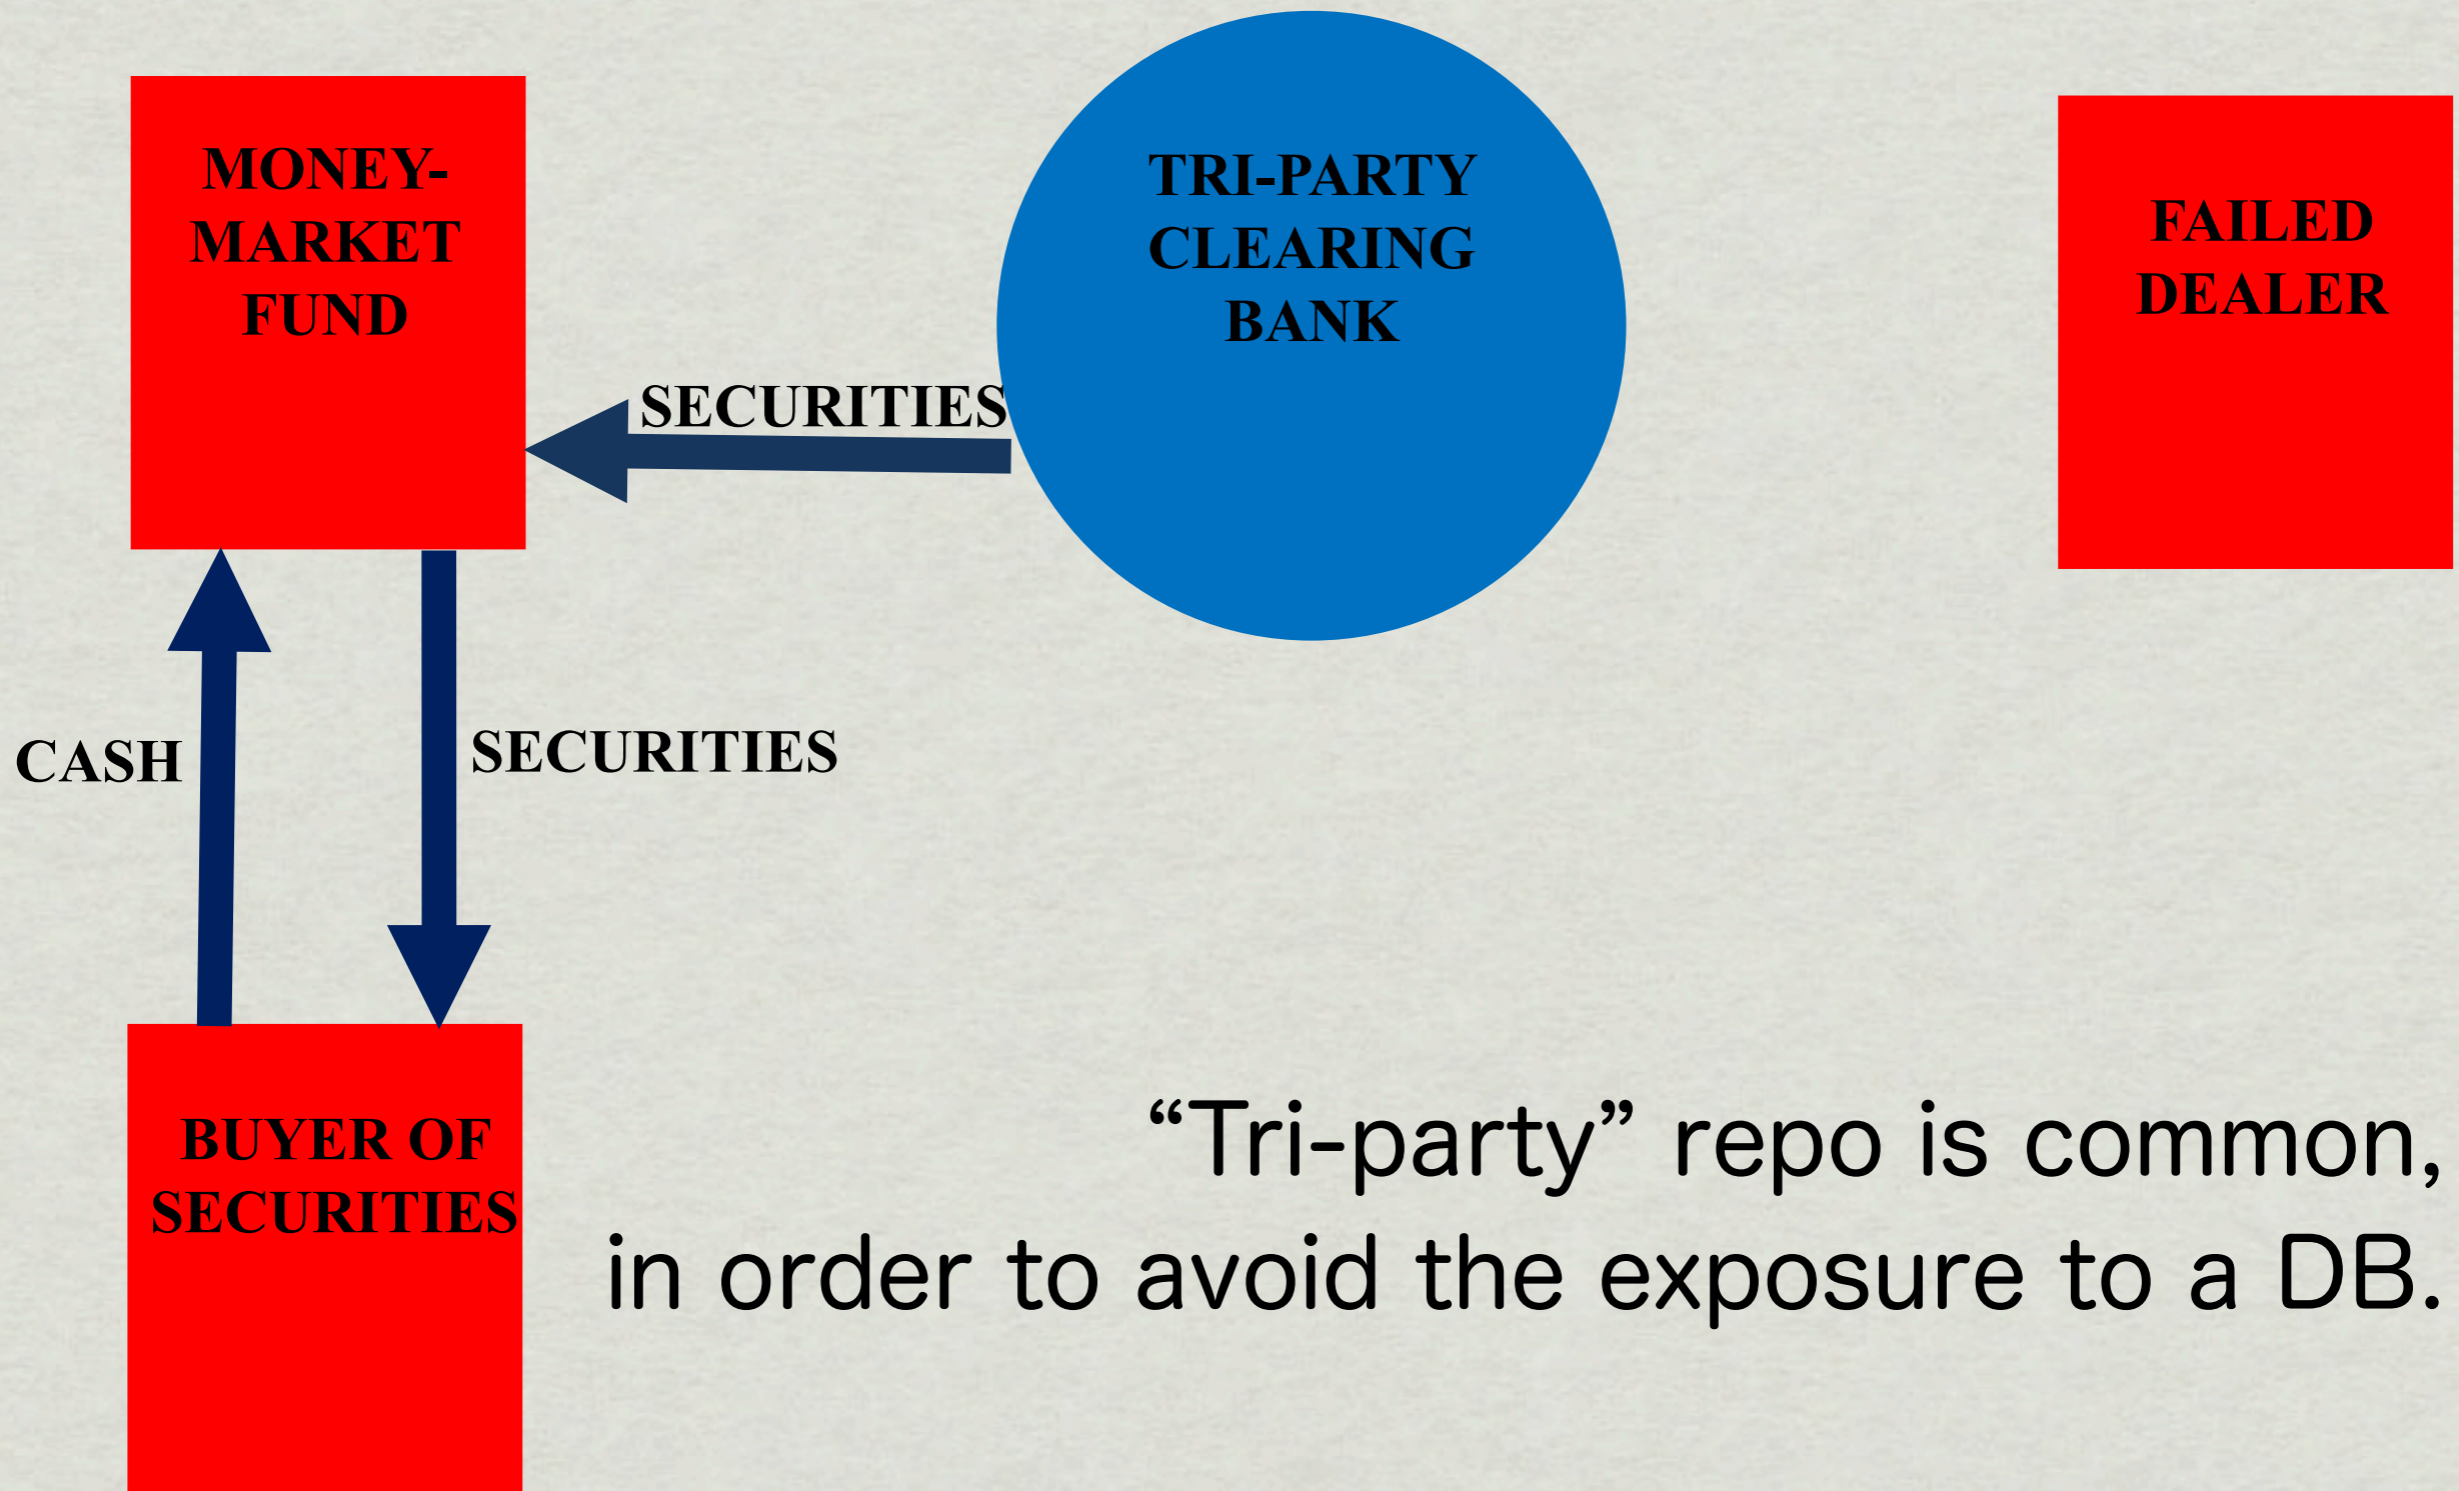 MONEY-
MARKET
FUND
TRI-PARTY
CLEARING
BANK
FAILED
DEALER
SECURITIES
CASH
SECURITIES
BUYER OF
SECURITIES
“Tri-party” repo is common,
in order to avoid the exposure to a DB.